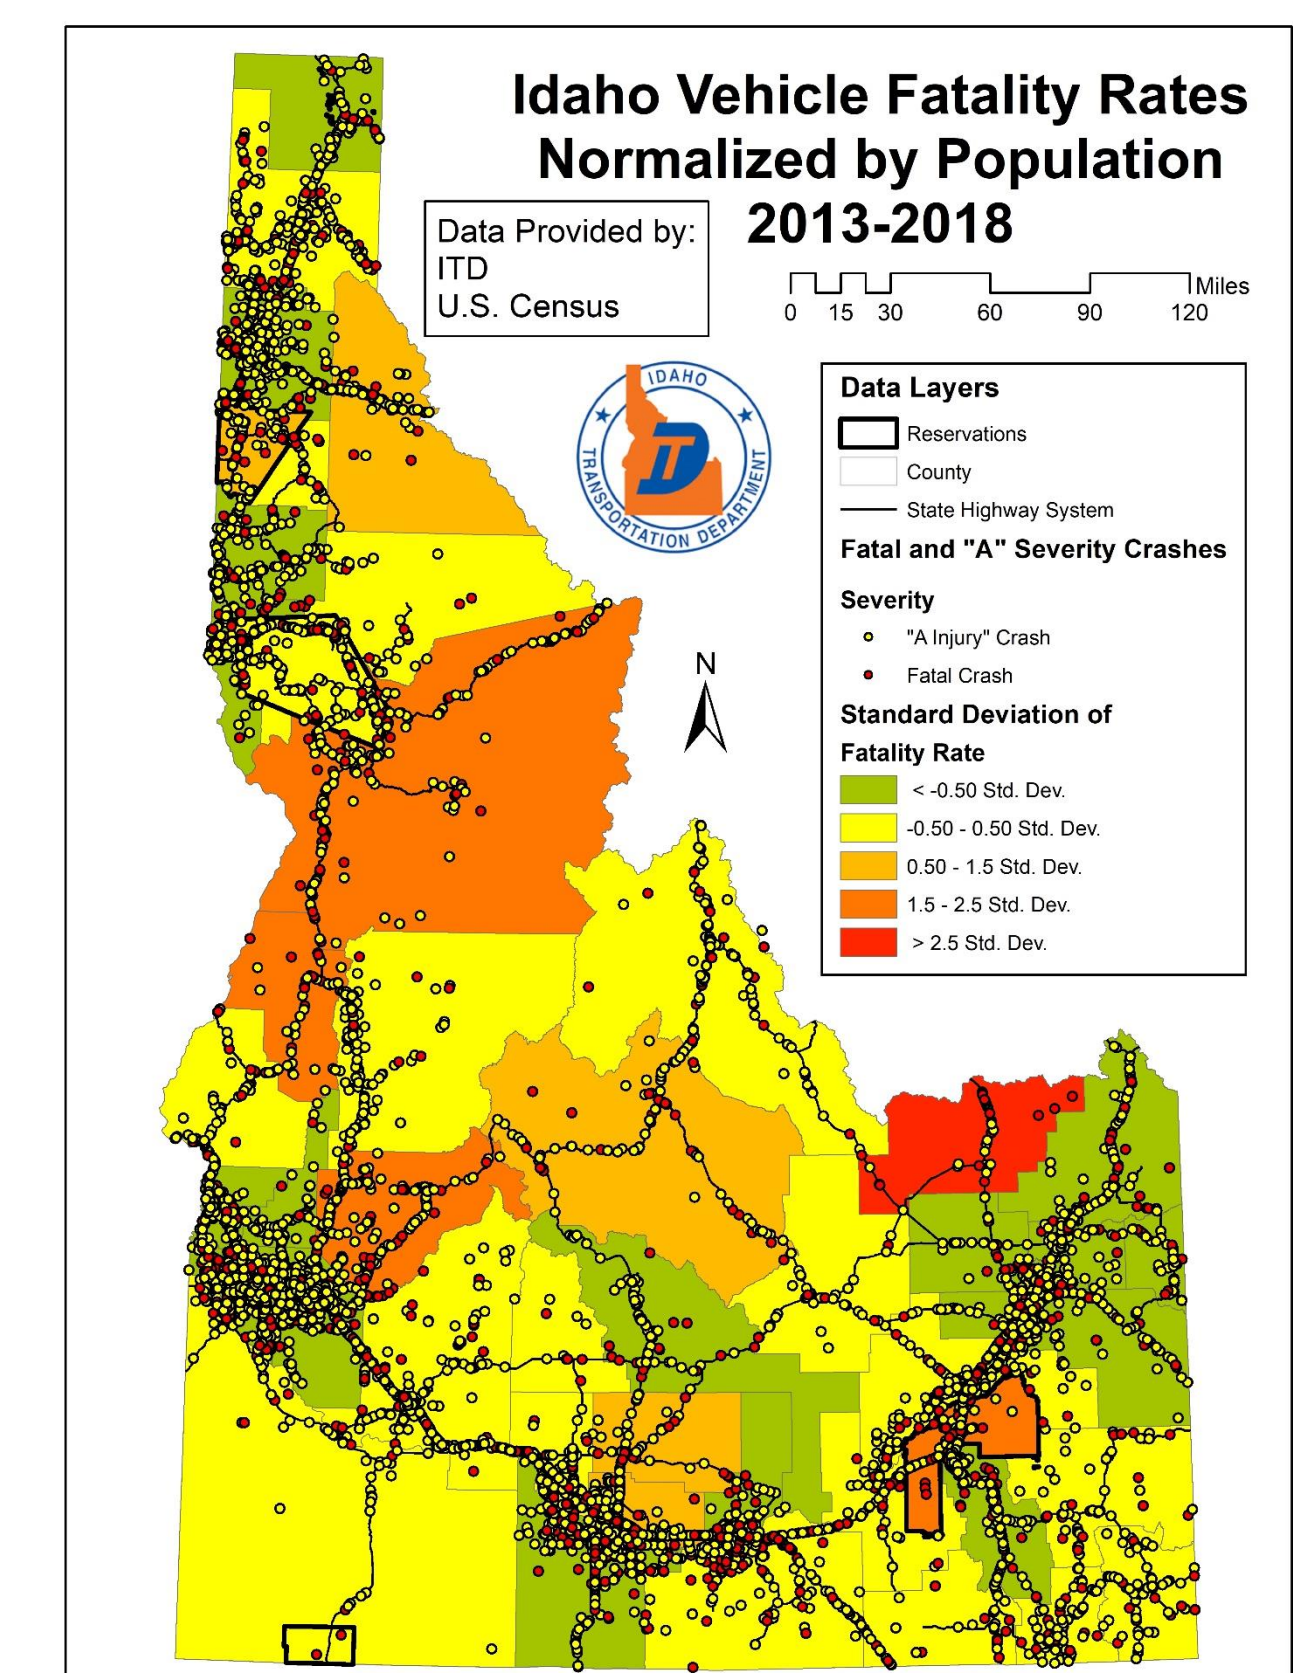 Idaho Vehicle Fatality Rates
Normalized by Population
2013-2018
Data Provided by:
ITD
U.S. Census
Miles
0 15 30 60 90 120
IDAHO
TRANSPORTATION DEPARTMENT
Data Layers
Reservations
County
State Highway System
Fatal and "A" Severity Crashes
Severity
"A Injury" Crash
Fatal Crash
Standard Deviation of
Fatality Rate
< -0.50 Std. Dev.
-0.50 - 0.50 Std. Dev.
0.50 - 1.5 Std. Dev.
1.5 - 2.5 Std. Dev.
> 2.5 Std. Dev.
N